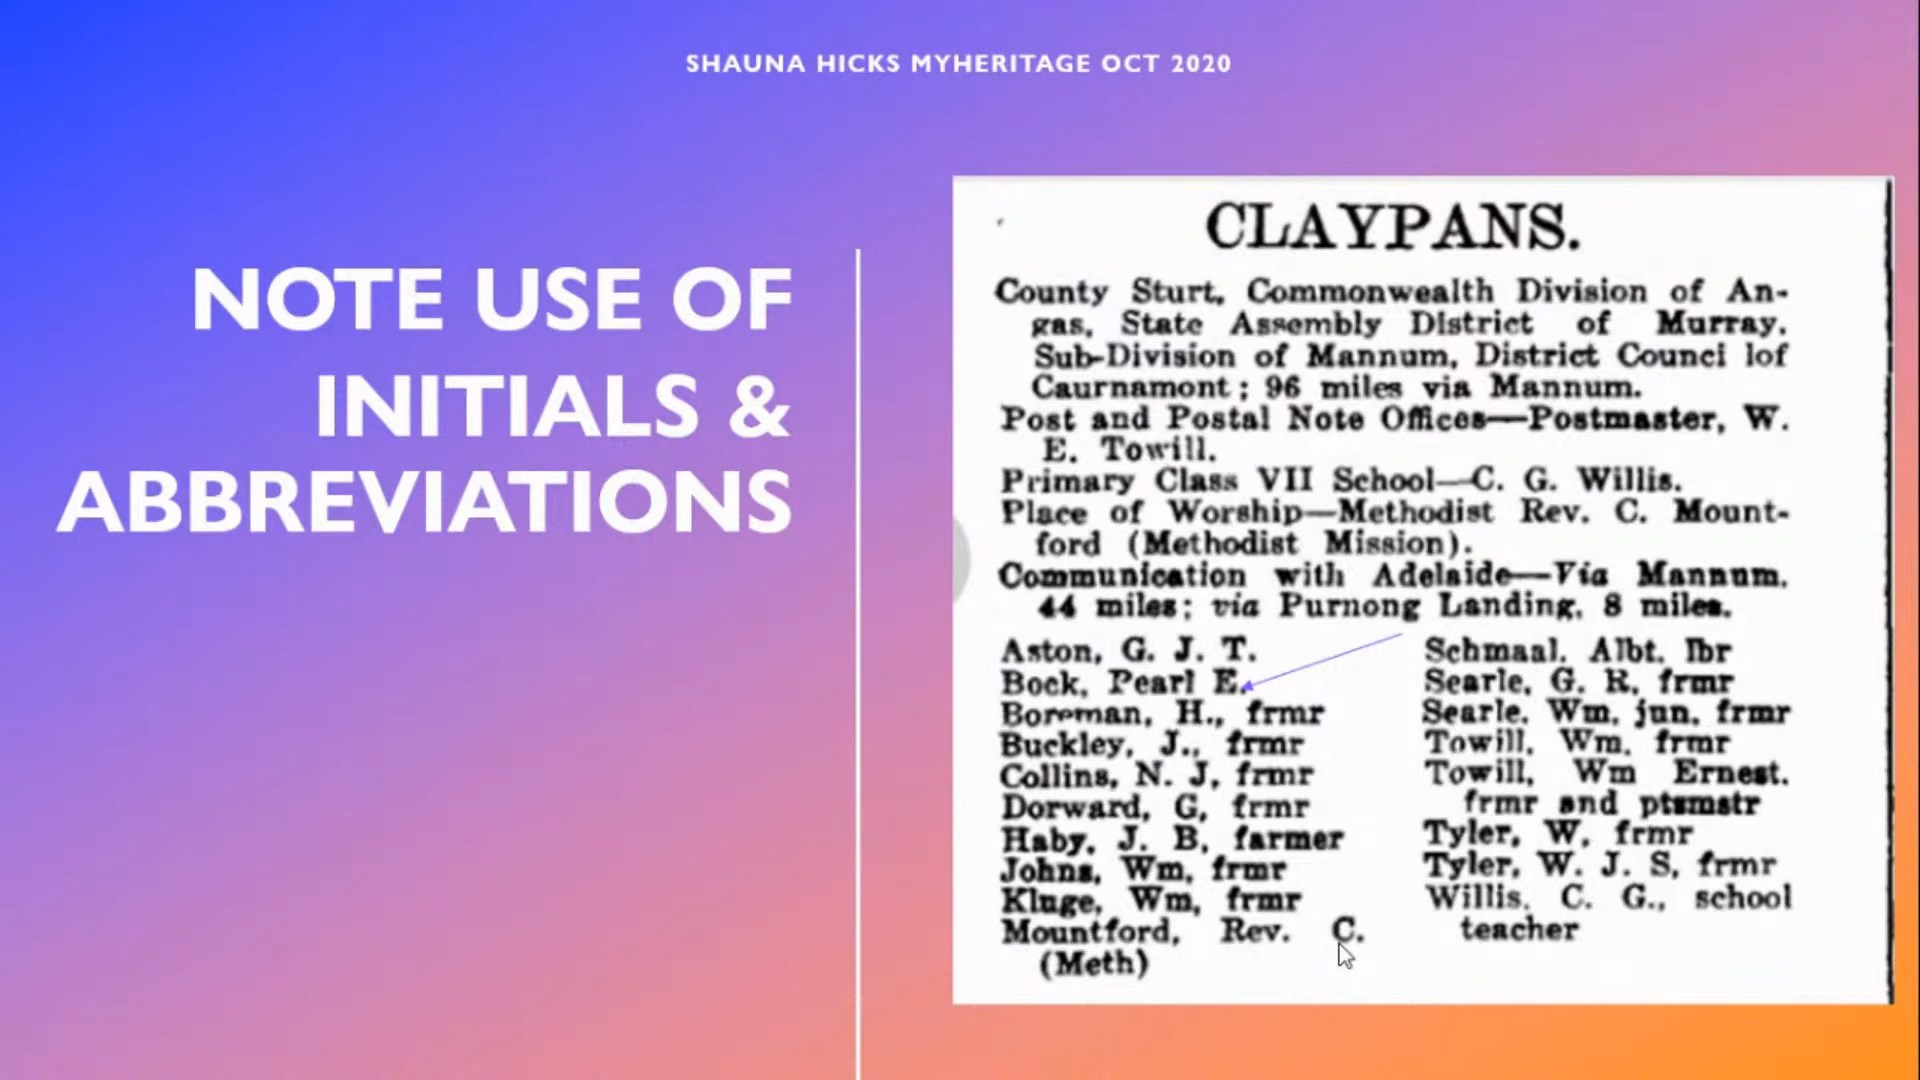 SHAUNA HICKS MYHERITAGE OCT 2020
NOTE USE OF
INITIALS &
ABBREVIATIONS
CLAYPANS.
County Sturt, Commonwealth Division of An-
gas, State Assembly District of Murray,
Sub-Division of Mannum, District Counci lof
Caurnamont; 96 miles via Mannum.
Post and Postal Note Offices—Postmaster, W.
E. Towill.
Primary Class VII School—C. G. Willis.
Place of Worship—Methodist Rev. C. Mount-
ford (Methodist Mission).
Communication with Adelaide—Via Mannum,
44 miles; via Purnong Landing, 8 miles.
Aston, G. J. T.
Bock, Pearl E.
Boreman, H., frmr
Buckley, J., frmr
Collins, N. J, frmr
Dorward, G, frmr
Haby, J. B, farmer
Johns, Wm, frmr
Kluge, Wm, frmr
Mountford, Rev. C.
(Meth)
Schmaal, Albt, lbr
Searle, G. R, frmr
Searle, Wm, jun, frmr
Towill, Wm, frmr
Towill, Wm Ernest,
frmr and ptsmstr
Tyler, W, frmr
Tyler, W. J. S, frmr
Willis, C. G., school
teacher